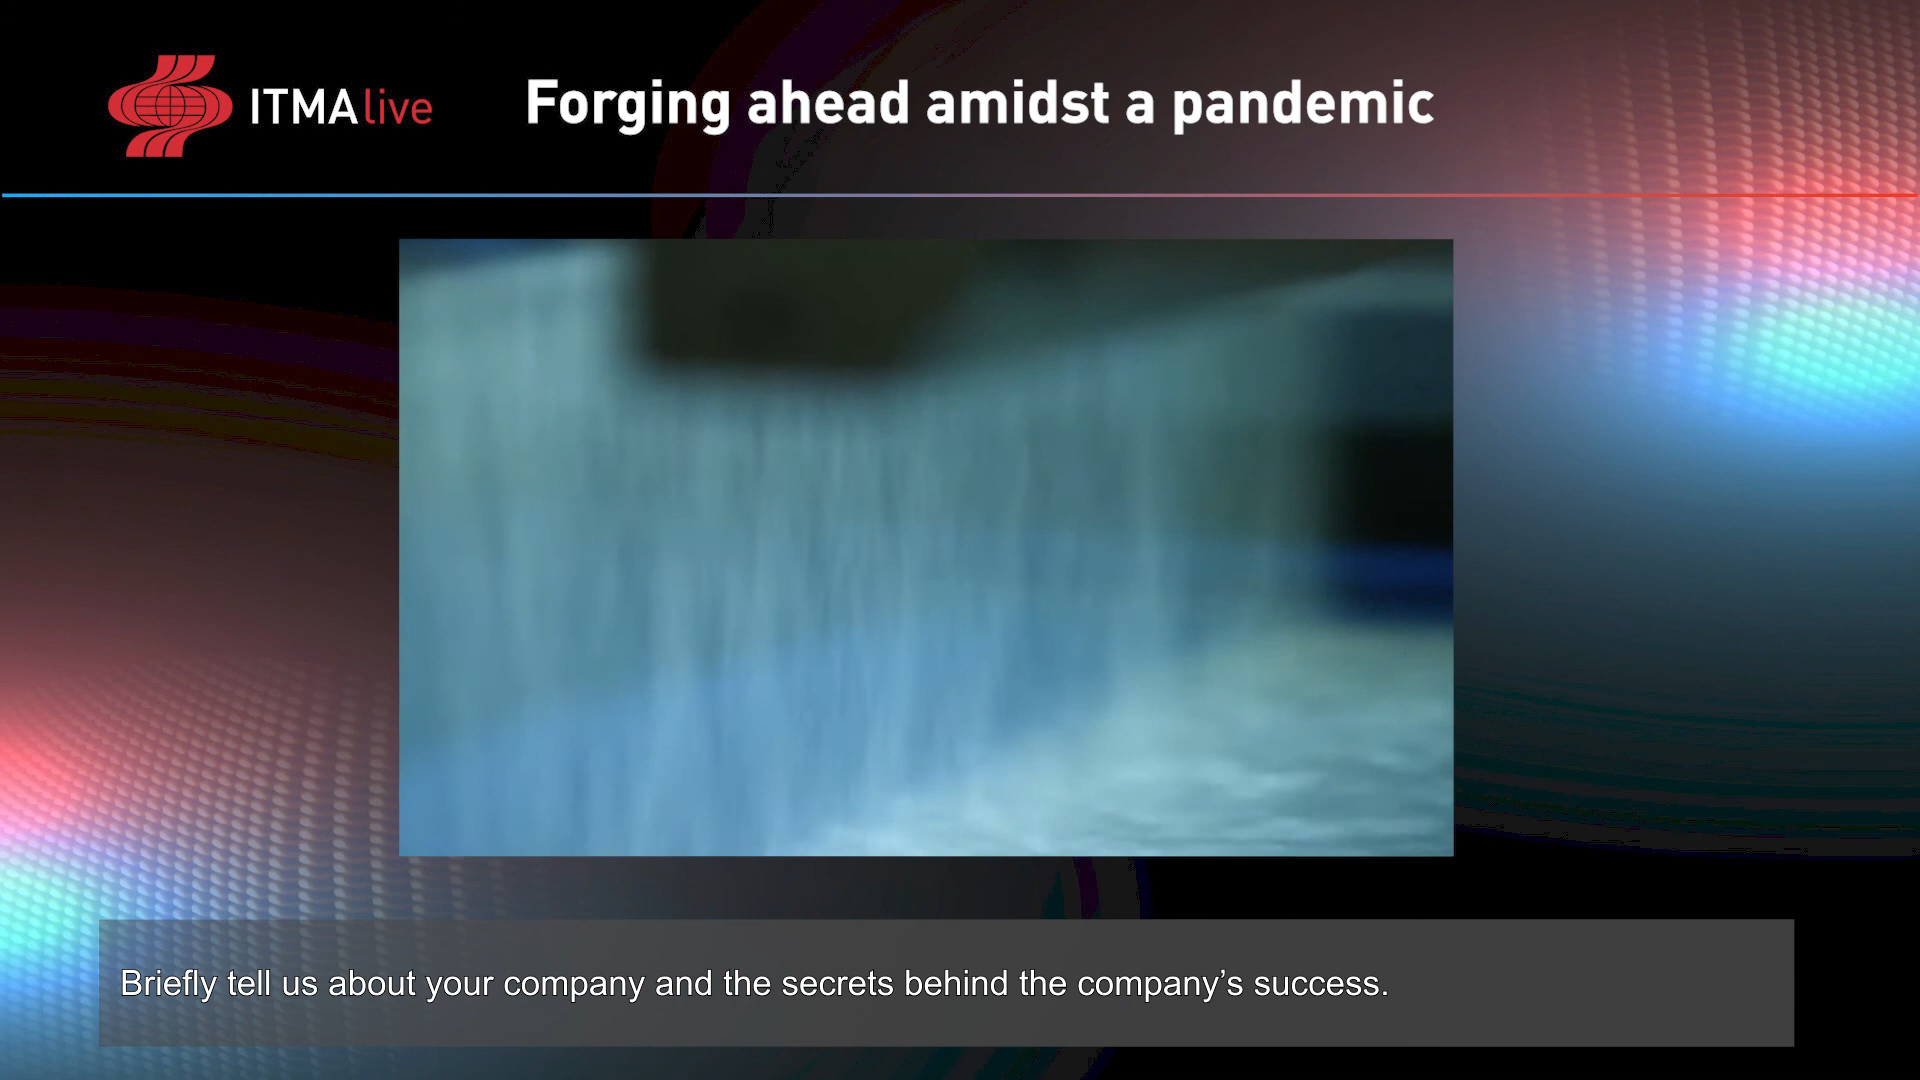 ITMAlive
Forging ahead amidst a pandemic
Briefly tell us about your company and the secrets behind the company’s success.